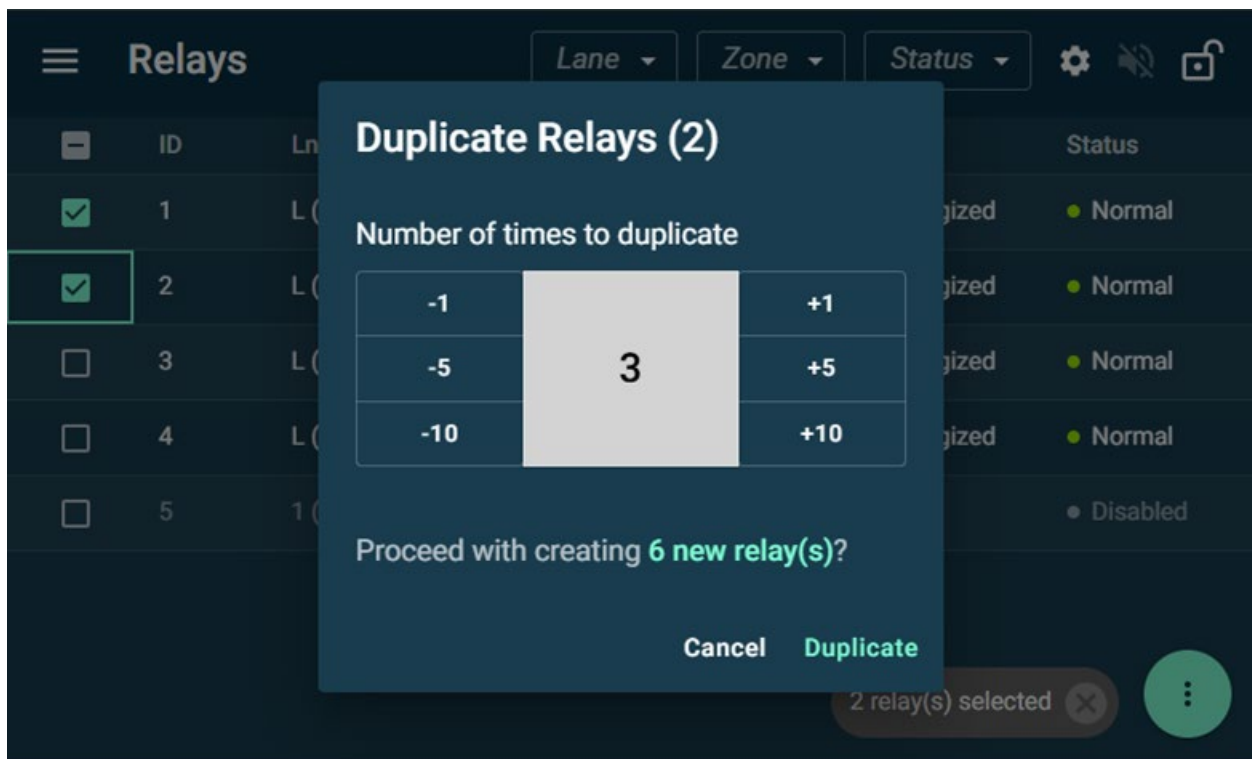 Relays Lane Zone Status
ID Ln Status
1 L ( gized Normal
2 L ( gized Normal
3 L ( gized Normal
4 L ( gized Normal
5 1 ( Disabled
Duplicate Relays (2)
Number of times to duplicate
-1 +1
-5 3 +5
-10 +10
Proceed with creating 6 new relay(s)?
Cancel Duplicate
2 relay(s) selected